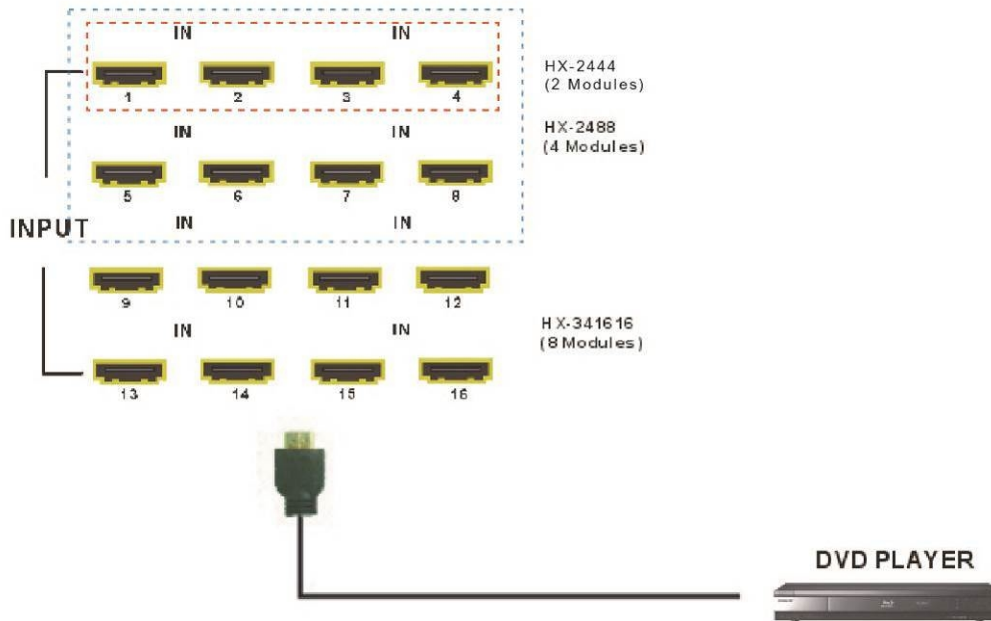 IN IN
1 2 3 4
HX-2444
(2 Modules)
IN IN
HX-2488
(4 Modules)
5 6 7 8
INPUT
IN IN
9 10 11 12
IN IN
HX-341616
(8 Modules)
13 14 15 16
DVD PLAYER